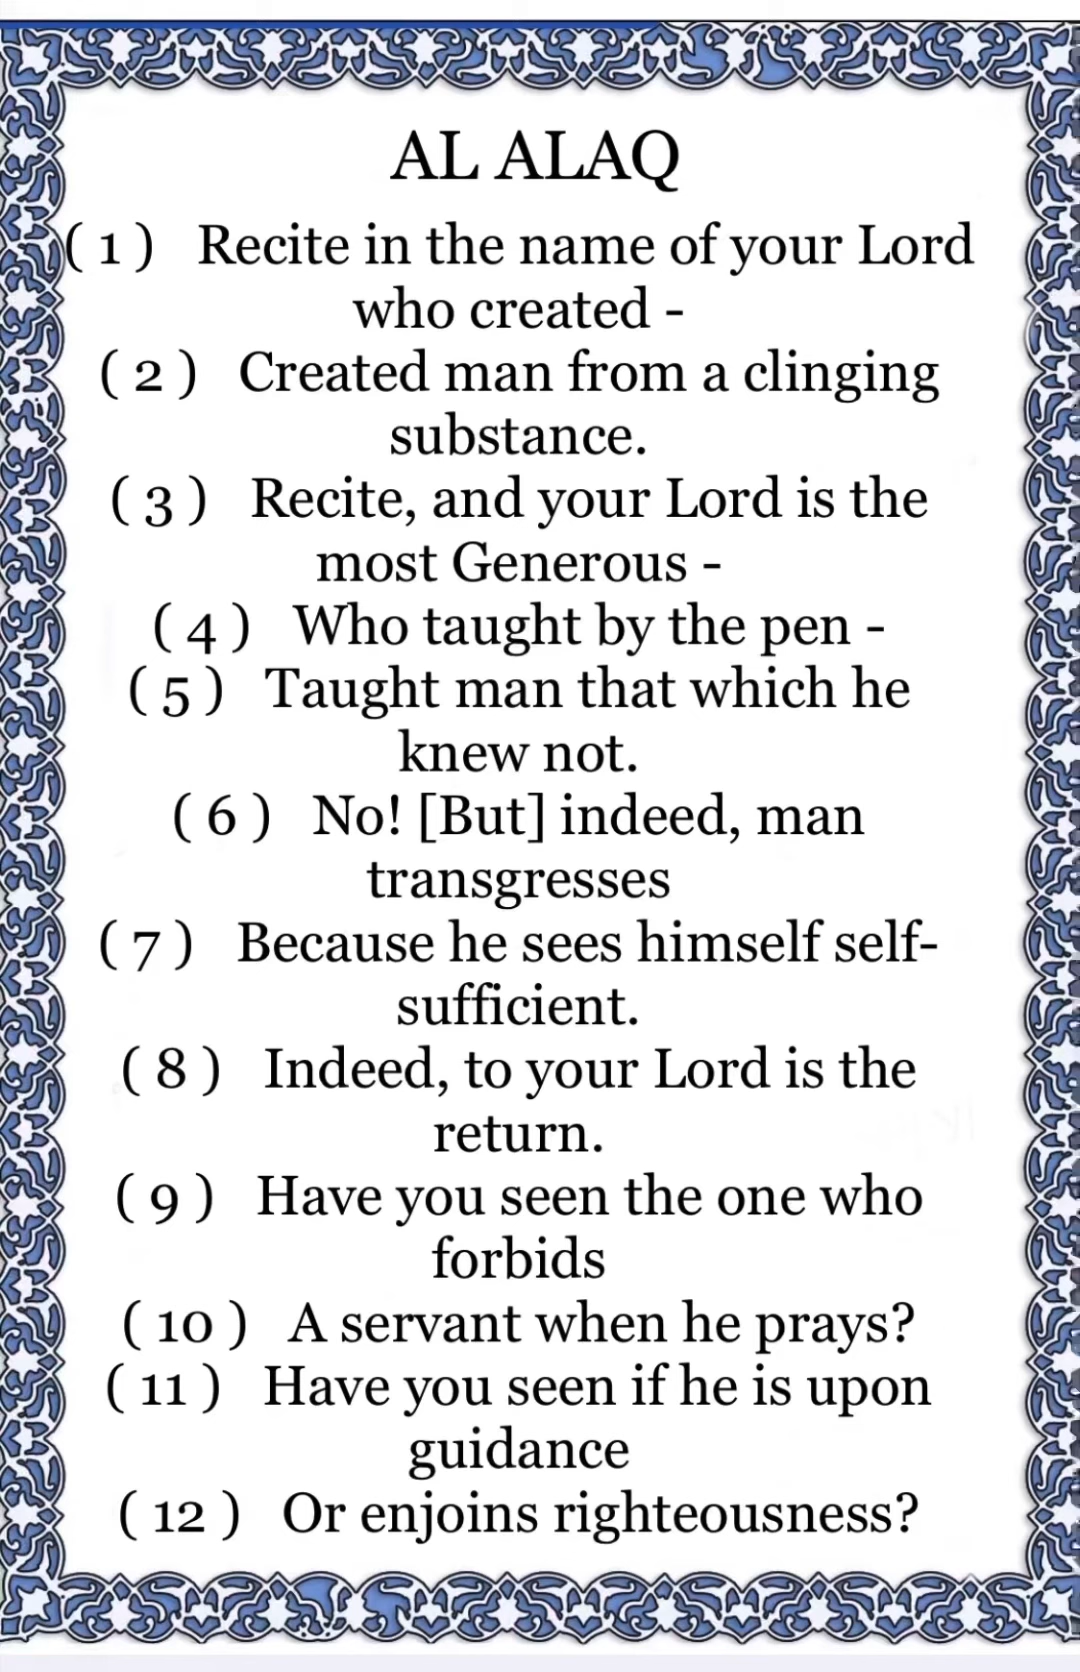 AL ALAQ
( 1 ) Recite in the name of your Lord
who created -
( 2 ) Created man from a clinging
substance.
( 3 ) Recite, and your Lord is the
most Generous -
( 4 ) Who taught by the pen -
( 5 ) Taught man that which he
knew not.
( 6 ) No! [But] indeed, man
transgresses
( 7 ) Because he sees himself self-
sufficient.
( 8 ) Indeed, to your Lord is the
return.
( 9 ) Have you seen the one who
forbids
( 10 ) A servant when he prays?
( 11 ) Have you seen if he is upon
guidance
( 12 ) Or enjoins righteousness?